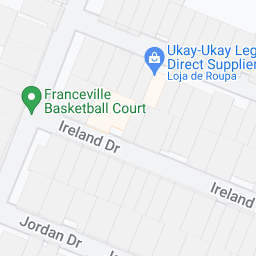 Ukay-Ukay Leg
Direct Supplier
Loja de Roupa
Franceville
Basketball Court
Ireland Dr
Ireland
Jordan Dr